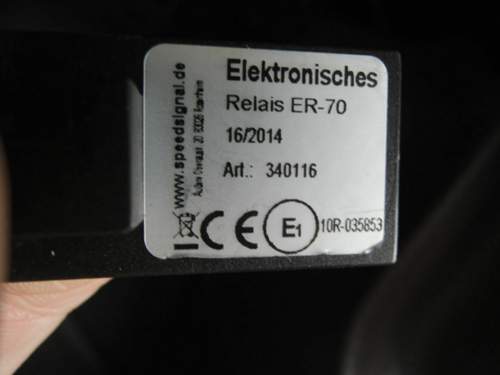 Elektronisches
Relais ER-70
16/2014
Art.: 340116
CE E1 10R-035853
www.speedsignal.de